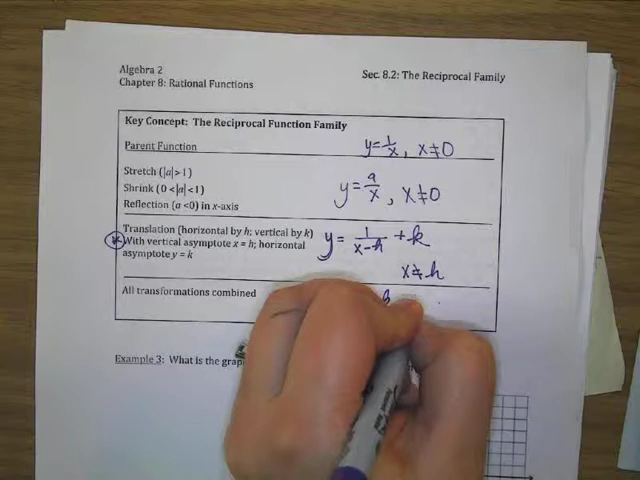 Algebra 2
Sec. 8.2: The Reciprocal Family
Chapter 8: Rational Functions
Key Concept: The Reciprocal Function Family
Parent Function y = 1/x , x ≠ 0
Stretch (|a| > 1)
Shrink (0 < |a| < 1) y = a/x , x ≠ 0
Reflection (a < 0) in x-axis
Translation (horizontal by h; vertical by k) y = 1/(x-h) + k
* With vertical asymptote x = h; horizontal
asymptote y = k x ≠ h
All transformations combined
Example 3: What is the grap